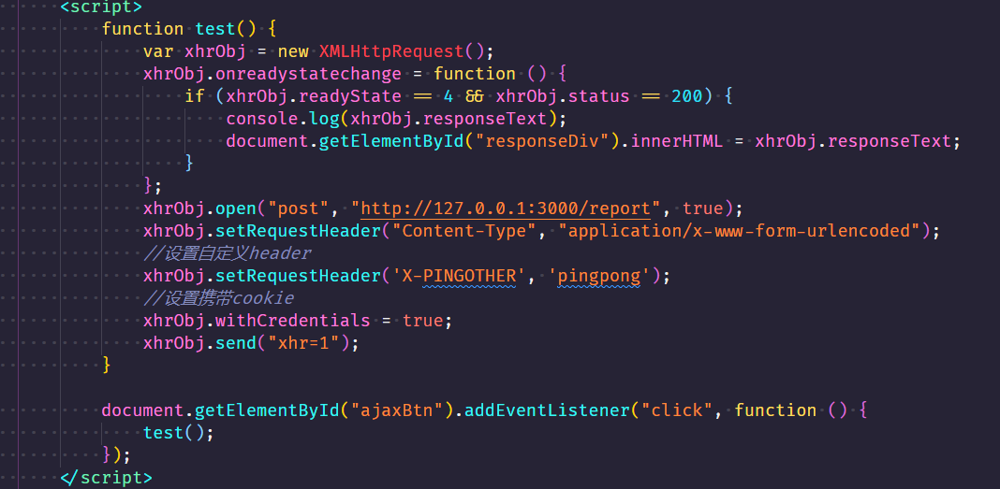 <script>
function test() {
var xhrObj = new XMLHttpRequest();
xhrObj.onreadystatechange = function () {
if (xhrObj.readyState == 4 && xhrObj.status == 200) {
console.log(xhrObj.responseText);
document.getElementById("responseDiv").innerHTML = xhrObj.responseText;
}
};
xhrObj.open("post", "http://127.0.0.1:3000/report", true);
xhrObj.setRequestHeader("Content-Type", "application/x-www-form-urlencoded");
//设置自定义header
xhrObj.setRequestHeader('X-PINGOTHER', 'pingpong');
//设置携带cookie
xhrObj.withCredentials = true;
xhrObj.send("xhr=1");
}
document.getElementById("ajaxBtn").addEventListener("click", function () {
test();
});
</script>